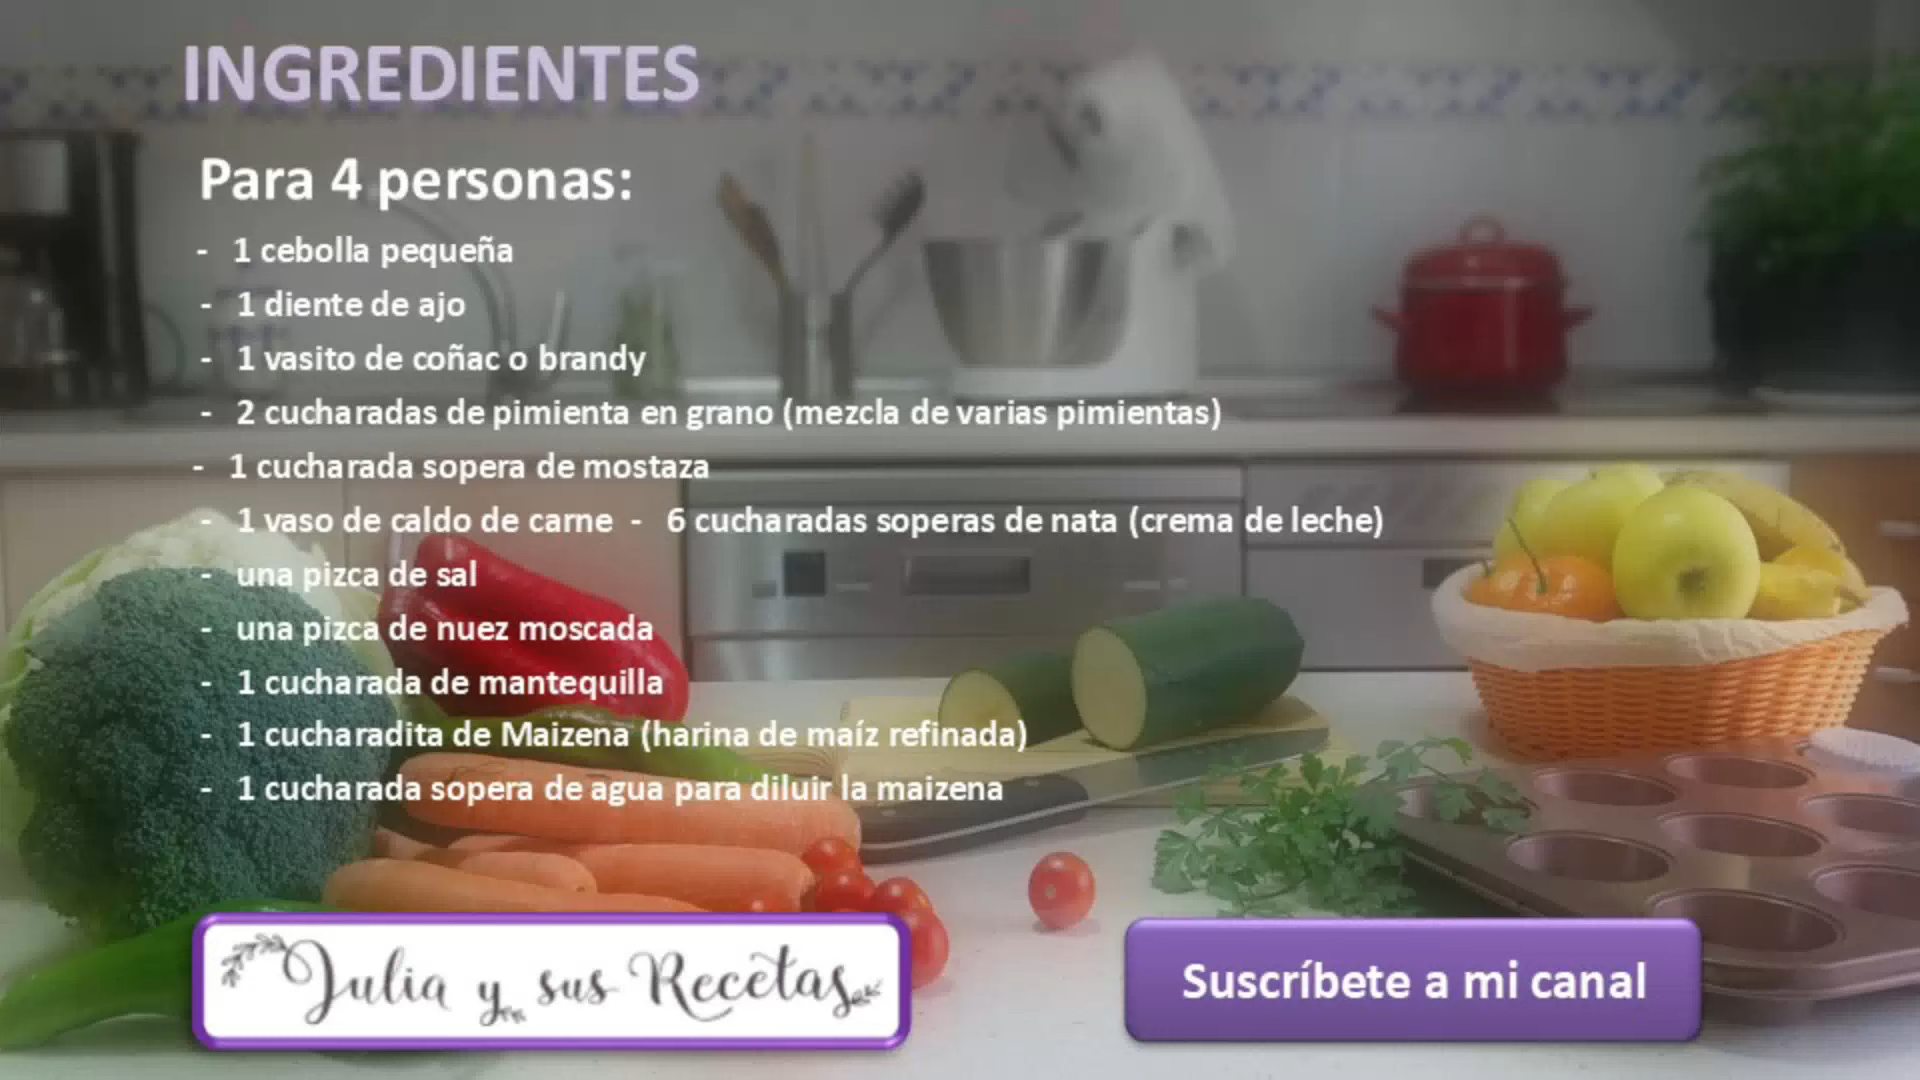 INGREDIENTES
Para 4 personas:
- 1 cebolla pequeña
- 1 diente de ajo
- 1 vasito de coñac o brandy
- 2 cucharadas de pimienta en grano (mezcla de varias pimientas)
- 1 cucharada sopera de mostaza
- 1 vaso de caldo de carne - 6 cucharadas soperas de nata (crema de leche)
- una pizca de sal
- una pizca de nuez moscada
- 1 cucharada de mantequilla
- 1 cucharadita de Maizena (harina de maíz refinada)
- 1 cucharada sopera de agua para diluir la maizena
Julia y sus Recetas
Suscríbete a mi canal